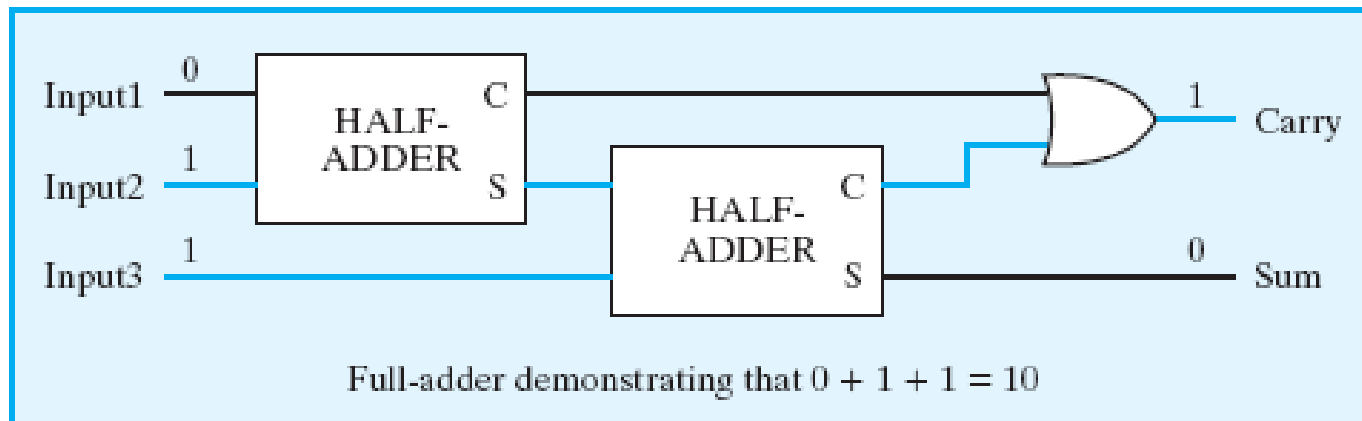 0
Input1
C
HALF-
ADDER
1
Carry
1
Input2
S
HALF-
ADDER
C
1
Input3
S
0
Sum
Full-adder demonstrating that 0 + 1 + 1 = 10